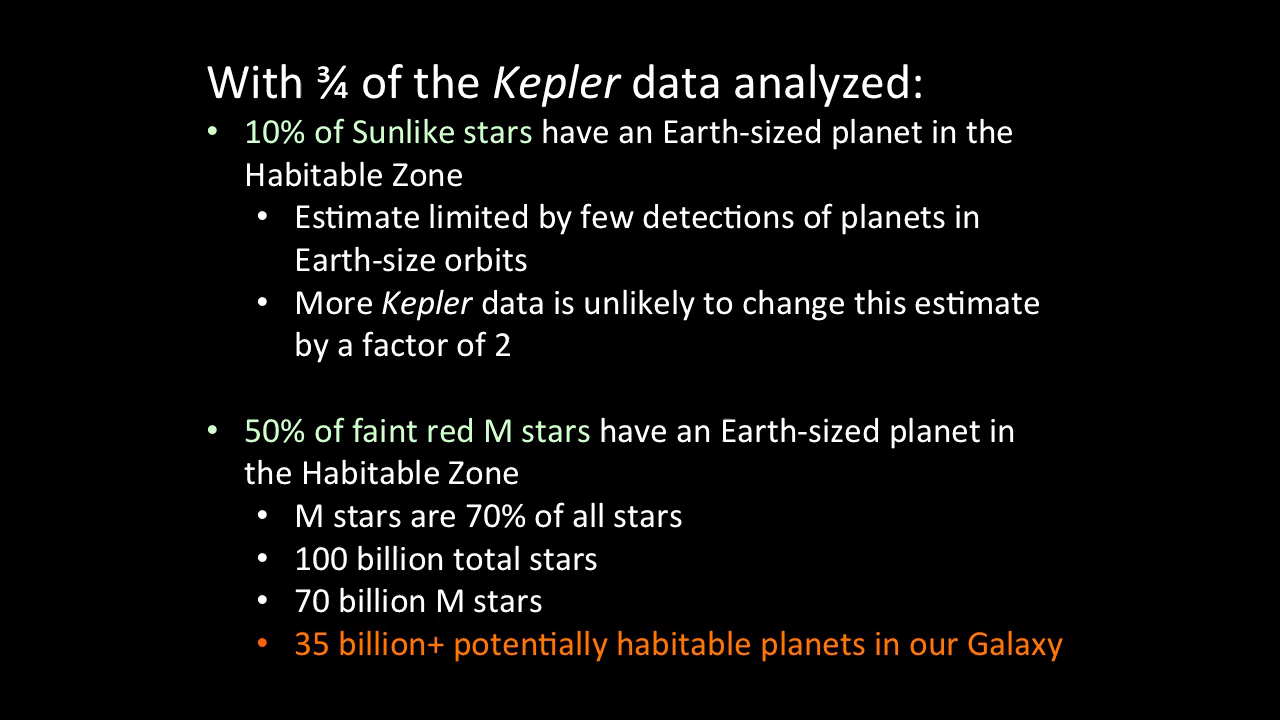 With ¾ of the Kepler data analyzed:
• 10% of Sunlike stars have an Earth-sized planet in the
Habitable Zone
• Estimate limited by few detections of planets in
Earth-size orbits
• More Kepler data is unlikely to change this estimate
by a factor of 2
• 50% of faint red M stars have an Earth-sized planet in
the Habitable Zone
• M stars are 70% of all stars
• 100 billion total stars
• 70 billion M stars
• 35 billion+ potentially habitable planets in our Galaxy